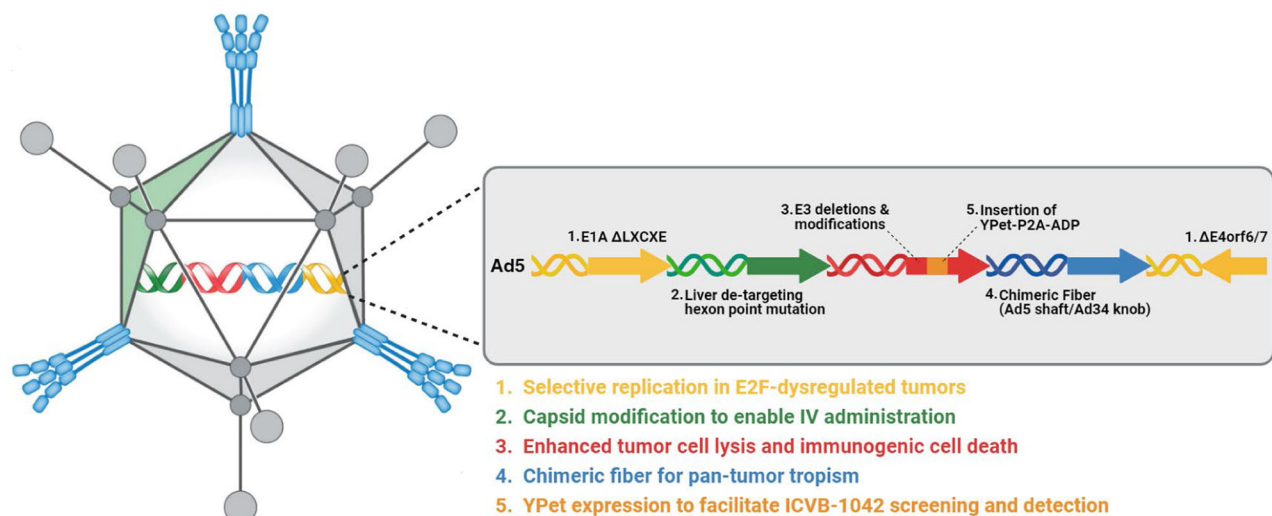 3. E3 deletions &
modifications
5. Insertion of
YPet-P2A-ADP
1. E1A ΔLXCXE
1. ΔE4orf6/7
Ad5
2. Liver de-targeting
hexon point mutation
4. Chimeric Fiber
(Ad5 shaft/Ad34 knob)
1. Selective replication in E2F-dysregulated tumors
2. Capsid modification to enable IV administration
3. Enhanced tumor cell lysis and immunogenic cell death
4. Chimeric fiber for pan-tumor tropism
5. YPet expression to facilitate ICVB-1042 screening and detection